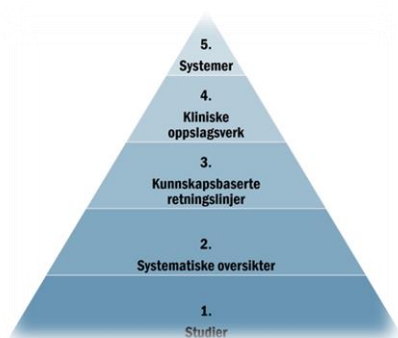 5.
Systemer
4.
Kliniske
oppslagsverk
3.
Kunnskapsbaserte
retningslinjer
2.
Systematiske oversikter
1.
Studier